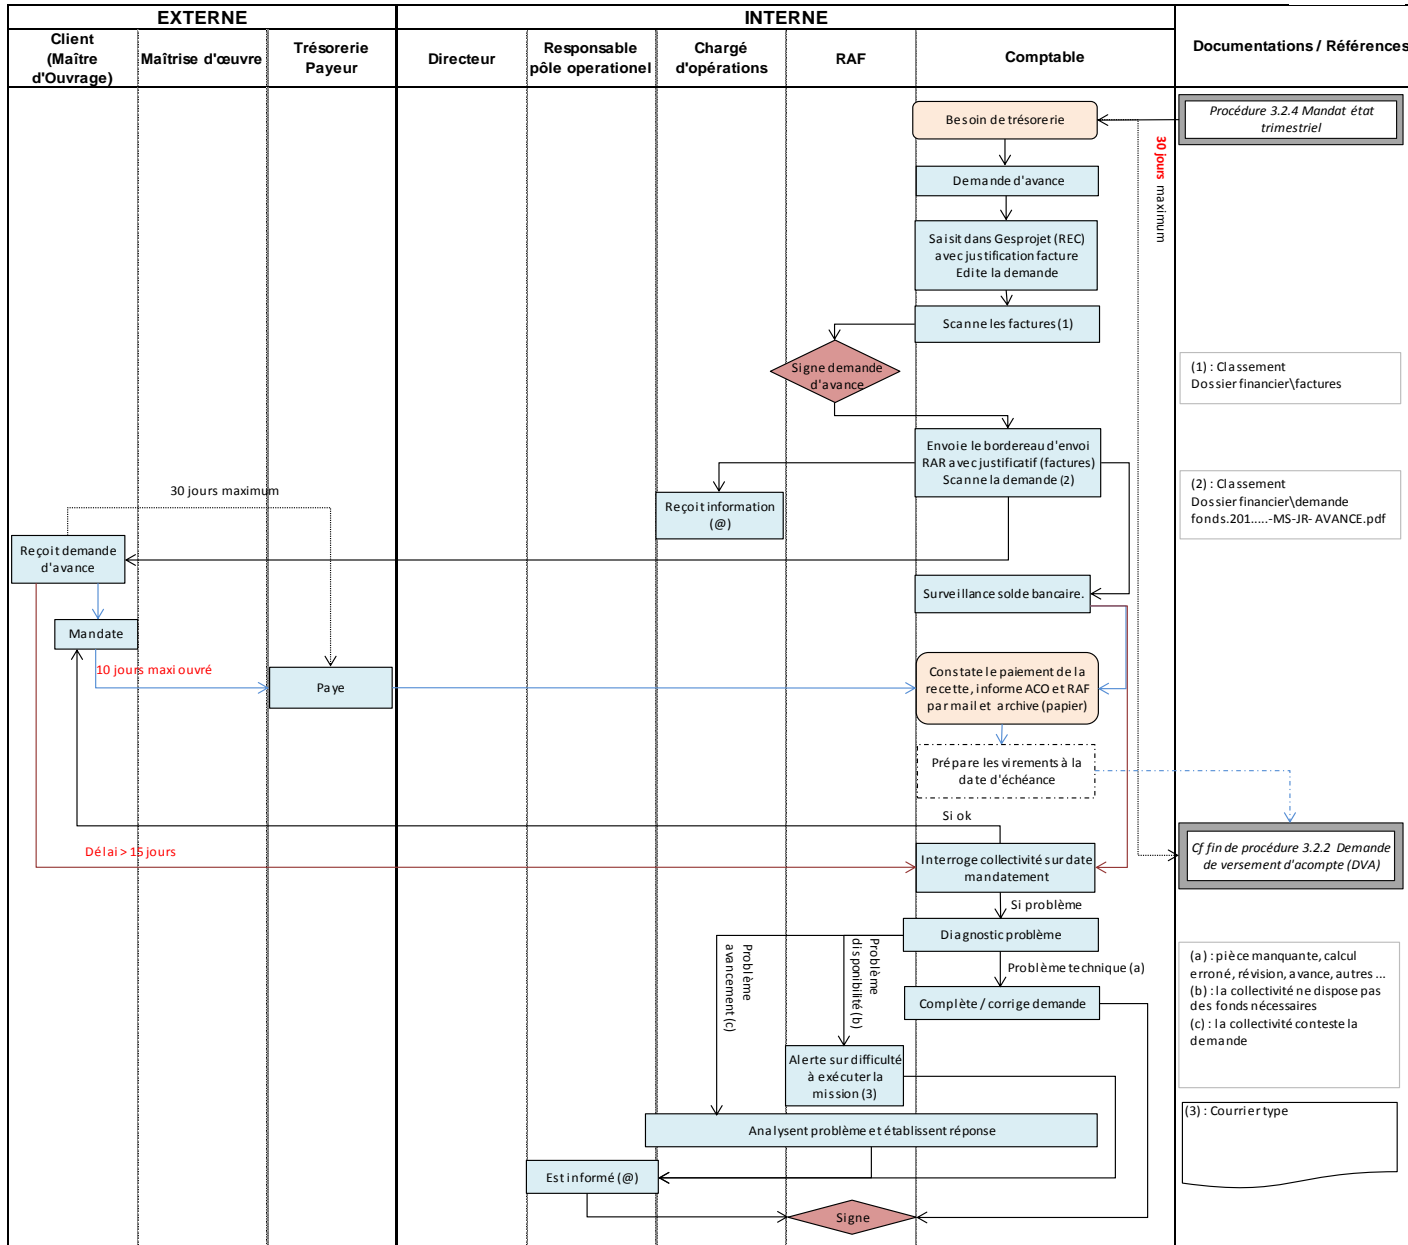 EXTERNE
INTERNE
Client
(Maître
d'Ouvrage)
Maîtrise d'œuvre
Trésorerie
Payeur
Directeur
Responsable
pôle operationel
Chargé
d'opérations
RAF
Comptable
Documentations / Références
Besoin de trésorerie
Procédure 3.2.4 Mandat état
trimestriel
30 jours maximum
Demande d'avance
Saisit dans Gesprojet (REC)
avec justification facture
Edite la demande
Scanne les factures (1)
Signe demande
d'avance
(1) : Classement
Dossier financier\factures
Envoie le bordereau d'envoi
RAR avec justificatif (factures)
Scanne la demande (2)
(2) : Classement
Dossier financier\demande
fonds.201.....-MS-JR- AVANCE.pdf
30 jours maximum
Reçoit information
(@)
Reçoit demande
d'avance
Surveillance solde bancaire.
Mandate
10 jours maxi ouvré
Paye
Constate le paiement de la
recette, informe ACO et RAF
par mail et archive (papier)
Prépare les virements à la
date d'échéance
Si ok
Délai > 15 jours
Interroge collectivité sur date
mandatement
Cf fin de procédure 3.2.2 Demande
de versement d'acompte (DVA)
Si problème
Diagnostic problème
Problème
avancement (c)
Problème
disponibilité (b)
Problème technique (a)
(a) : pièce manquante, calcul
erroné, révision, avance, autres ...
(b) : la collectivité ne dispose pas
des fonds nécessaires
(c) : la collectivité conteste la
demande
Complète / corrige demande
Alerte sur difficulté
à exécuter la
mission (3)
Analysent problème et établissent réponse
(3) : Courrier type
Est informé (@)
Signe